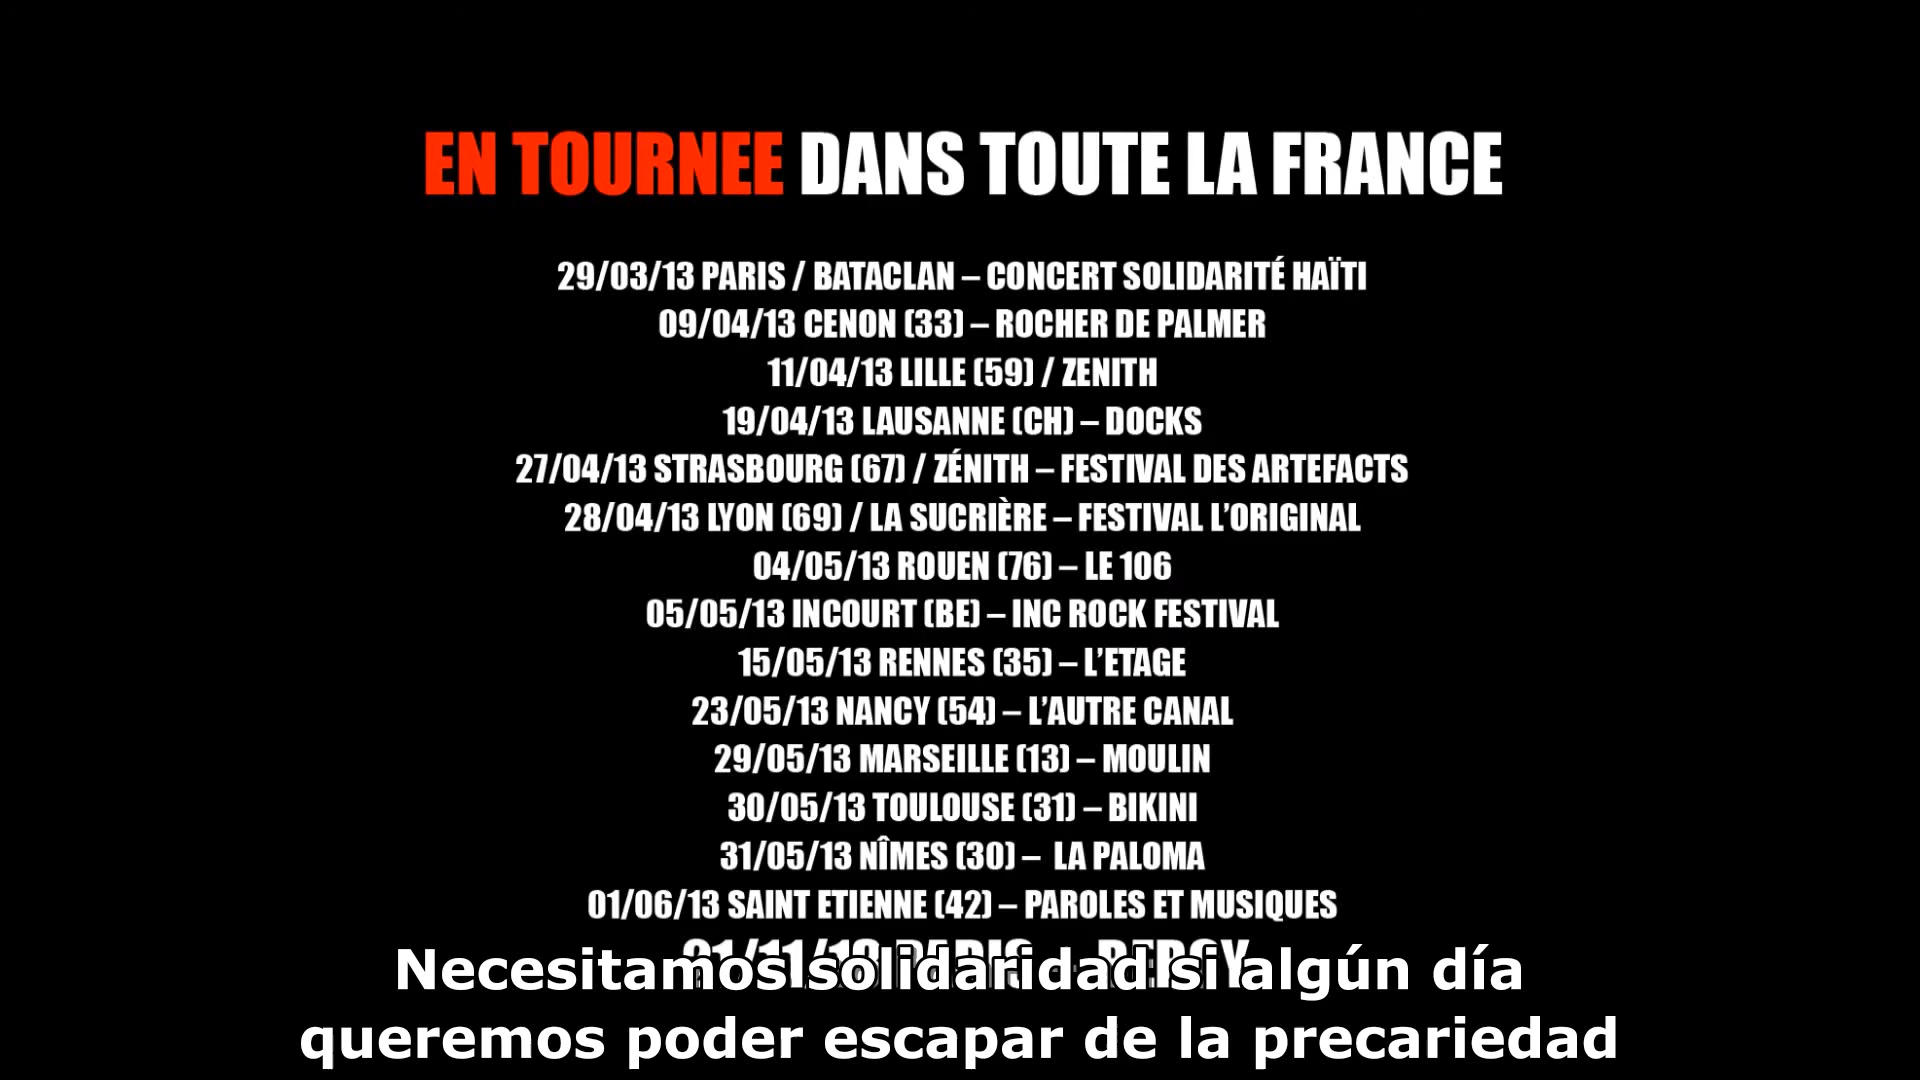 EN TOURNEE DANS TOUTE LA FRANCE
29/03/13 PARIS / BATACLAN – CONCERT SOLIDARITÉ HAÏTI
09/04/13 CENON (33) – ROCHER DE PALMER
11/04/13 LILLE (59) / ZENITH
19/04/13 LAUSANNE (CH) – DOCKS
27/04/13 STRASBOURG (67) / ZÉNITH – FESTIVAL DES ARTEFACTS
28/04/13 LYON (69) / LA SUCRIÈRE – FESTIVAL L’ORIGINAL
04/05/13 ROUEN (76) – LE 106
05/05/13 INCOURT (BE) – INC ROCK FESTIVAL
15/05/13 RENNES (35) – L’ETAGE
23/05/13 NANCY (54) – L’AUTRE CANAL
29/05/13 MARSEILLE (13) – MOULIN
30/05/13 TOULOUSE (31) – BIKINI
31/05/13 NÎMES (30) – LA PALOMA
01/06/13 SAINT ETIENNE (42) – PAROLES ET MUSIQUES
PARIS – BERCY
Necesitamos solidaridad si algún día
queremos poder escapar de la precariedad